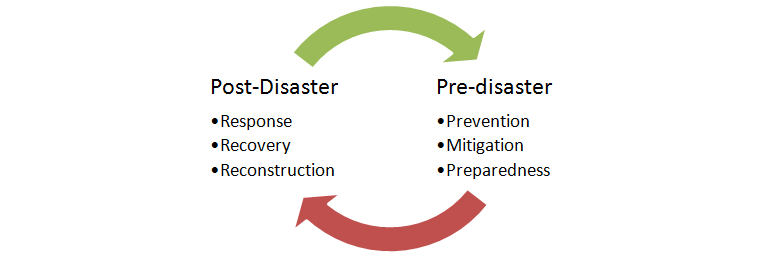 Post-Disaster
•Response
•Recovery
•Reconstruction
Pre-disaster
•Prevention
•Mitigation
•Preparedness